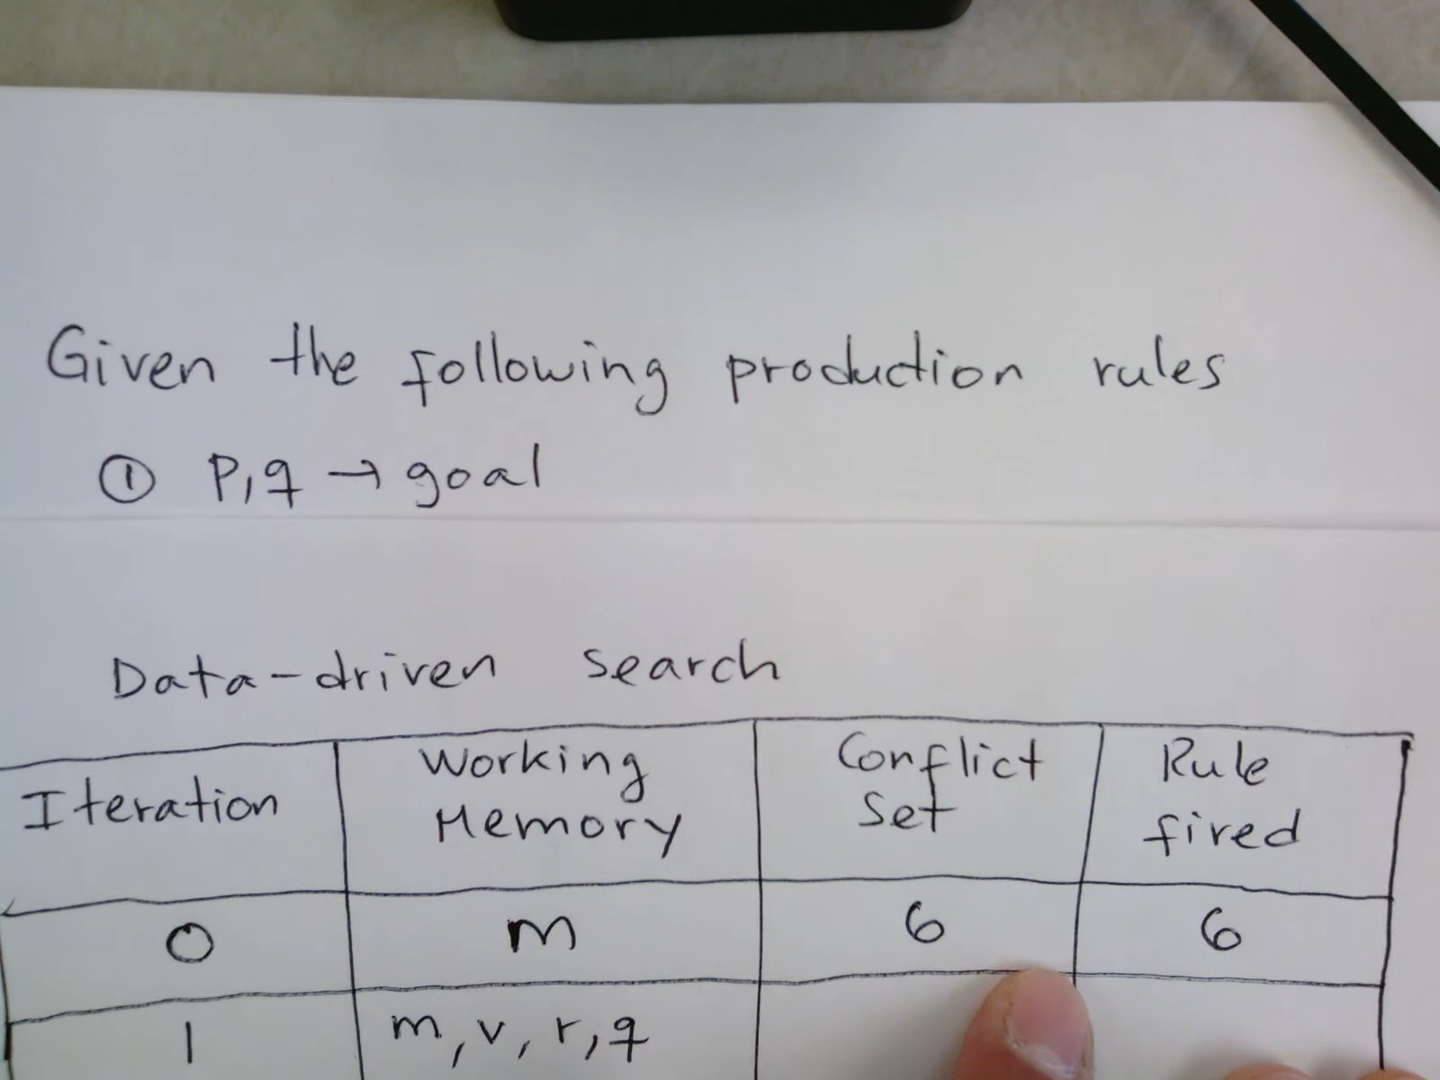 Given the following production rules
① P,q → goal
Data-driven search
Iteration Working Memory Conflict Set Rule fired
0 m 6 6
1 m, v, r, q